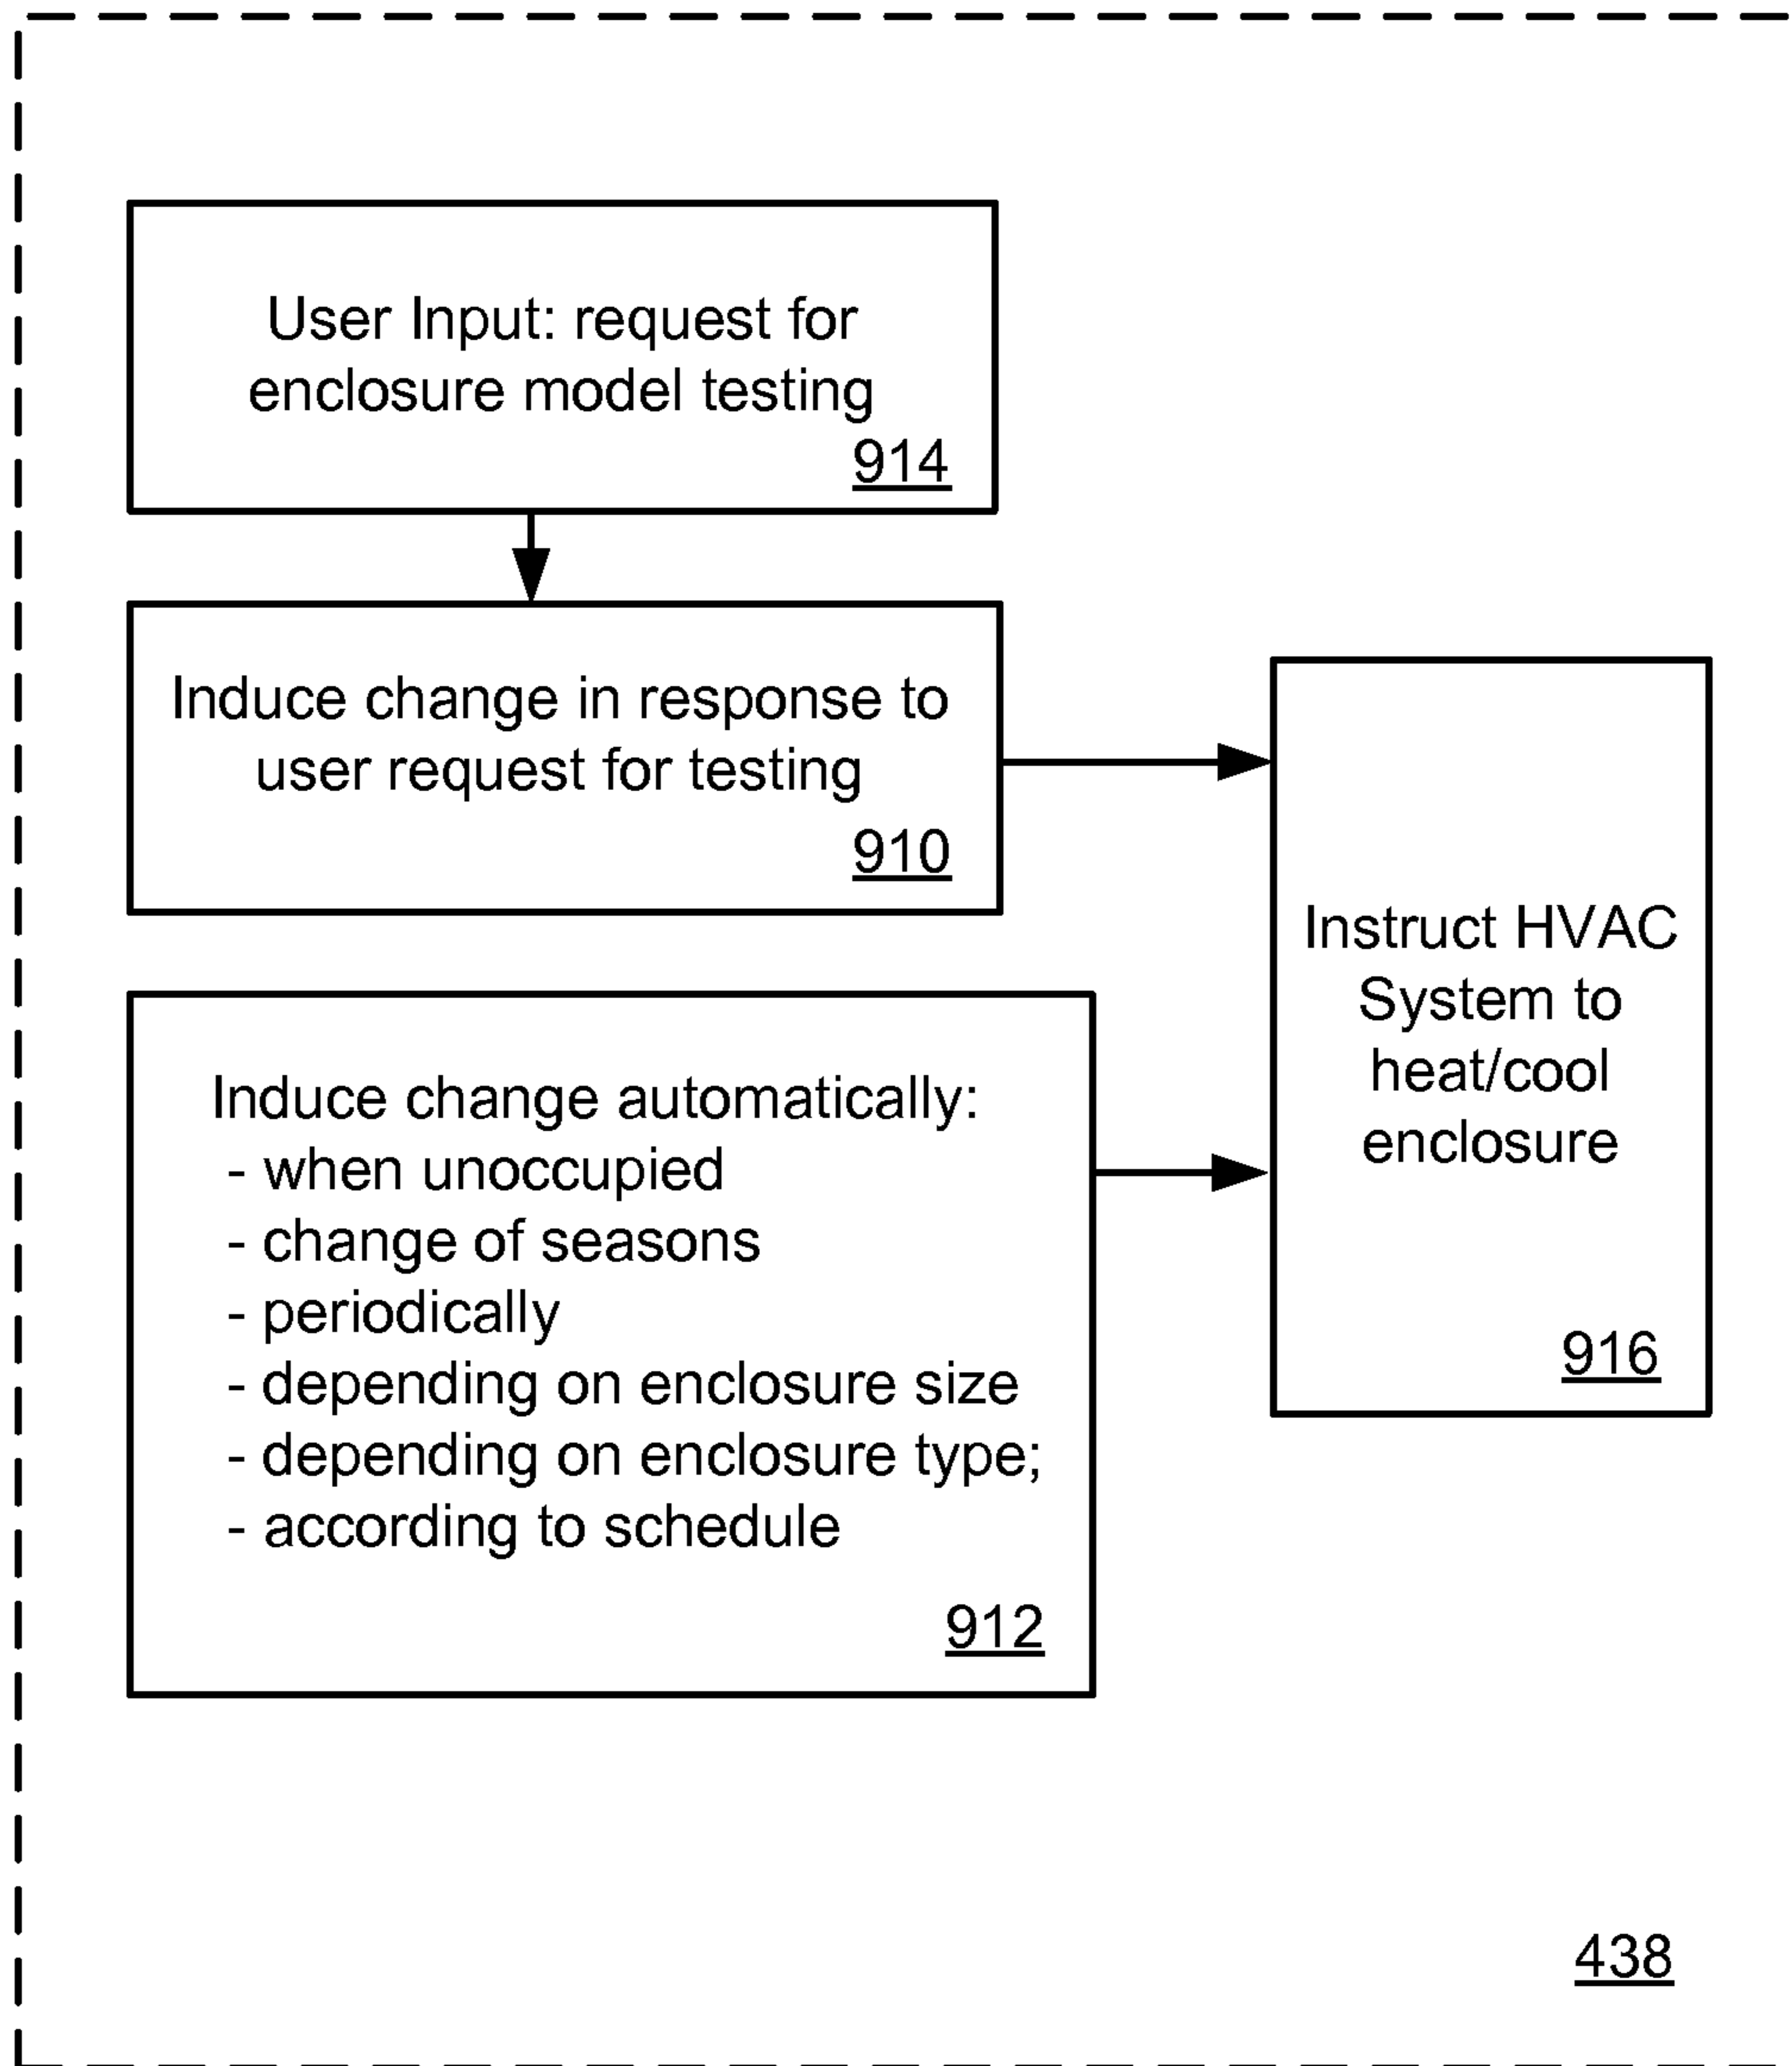 User Input: request for
enclosure model testing
914
Induce change in response to
user request for testing
910
Induce change automatically:
- when unoccupied
- change of seasons
- periodically
- depending on enclosure size
- depending on enclosure type;
- according to schedule
912
Instruct HVAC
System to
heat/cool
enclosure
916
438